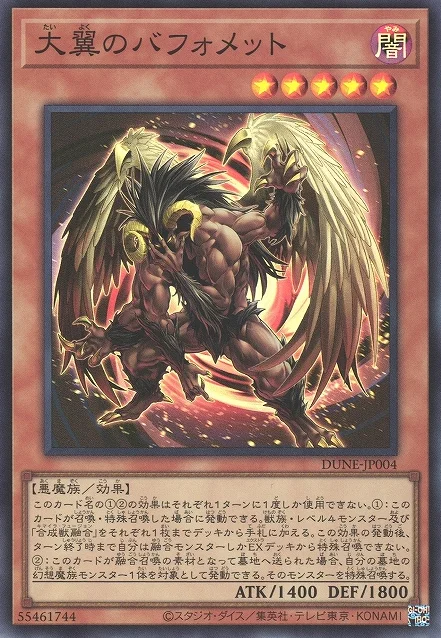 大翼のバフォメット
闇
DUNE-JP004
【悪魔族／効果】
このカード名の①②の効果はそれぞれ1ターンに1度しか使用できない。①：こ
のカードが召喚・特殊召喚した場合に発動できる。獣族・レベル4モンスター及び
「合成獣融合」をそれぞれ1枚までデッキから手札に加える。この効果の発動後、
ターン終了時まで自分は融合モンスターしかEXデッキから特殊召喚できない。
②：このカードが融合召喚の素材となって墓地へ送られた場合、自分の墓地の
幻想魔族モンスター1体を対象として発動できる。そのモンスターを特殊召喚する。
ATK/1400 DEF/1800
55461744
©スタジオ・ダイス／集英社・テレビ東京・KONAMI